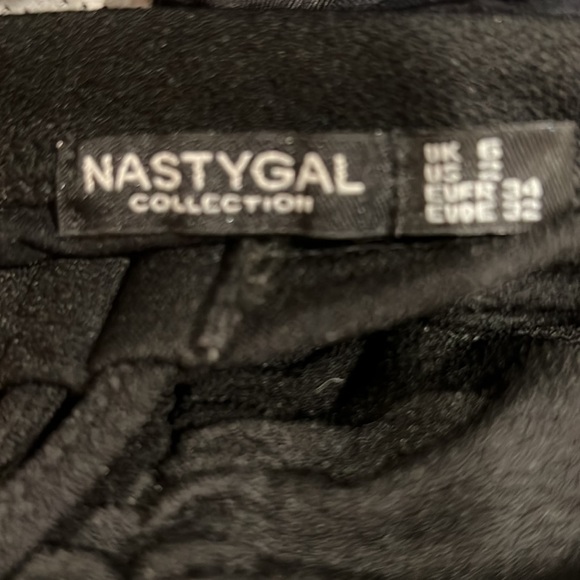 NASTYGAL
COLLECTION
UK 6
US 2
EUFR 34
EUDE 32